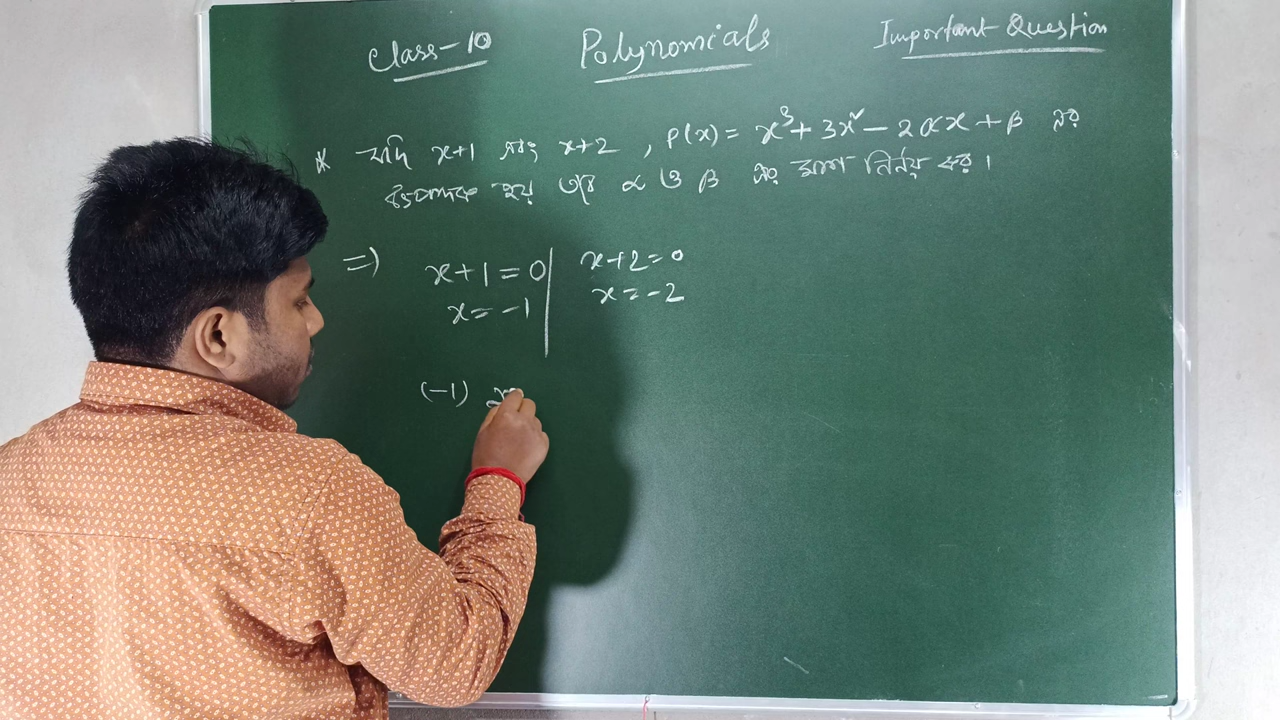 Class-10 Polynomials Important Question
* যদি x+1 এবং x+2 , P(x) = x³ + 3x² - 2αx + β এর
উৎপাদক হয় তবে α ও β এর মান নির্ণয় কর।
=> x+1=0 | x+2=0
x = -1 | x = -2
(-1)